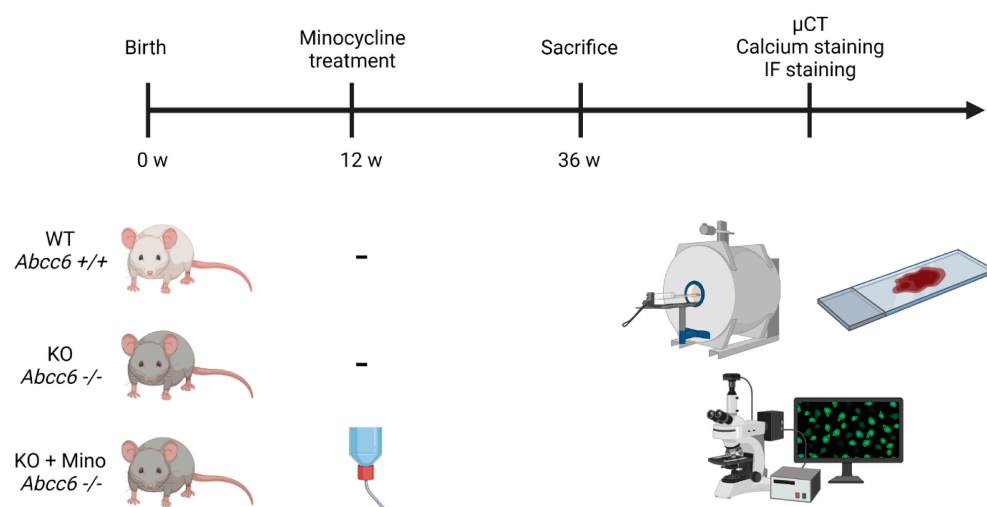 Birth
Minocycline
treatment
Sacrifice
µCT
Calcium staining
IF staining
0 w
12 w
36 w
WT
Abcc6 +/+
-
KO
Abcc6 -/-
-
KO + Mino
Abcc6 -/-